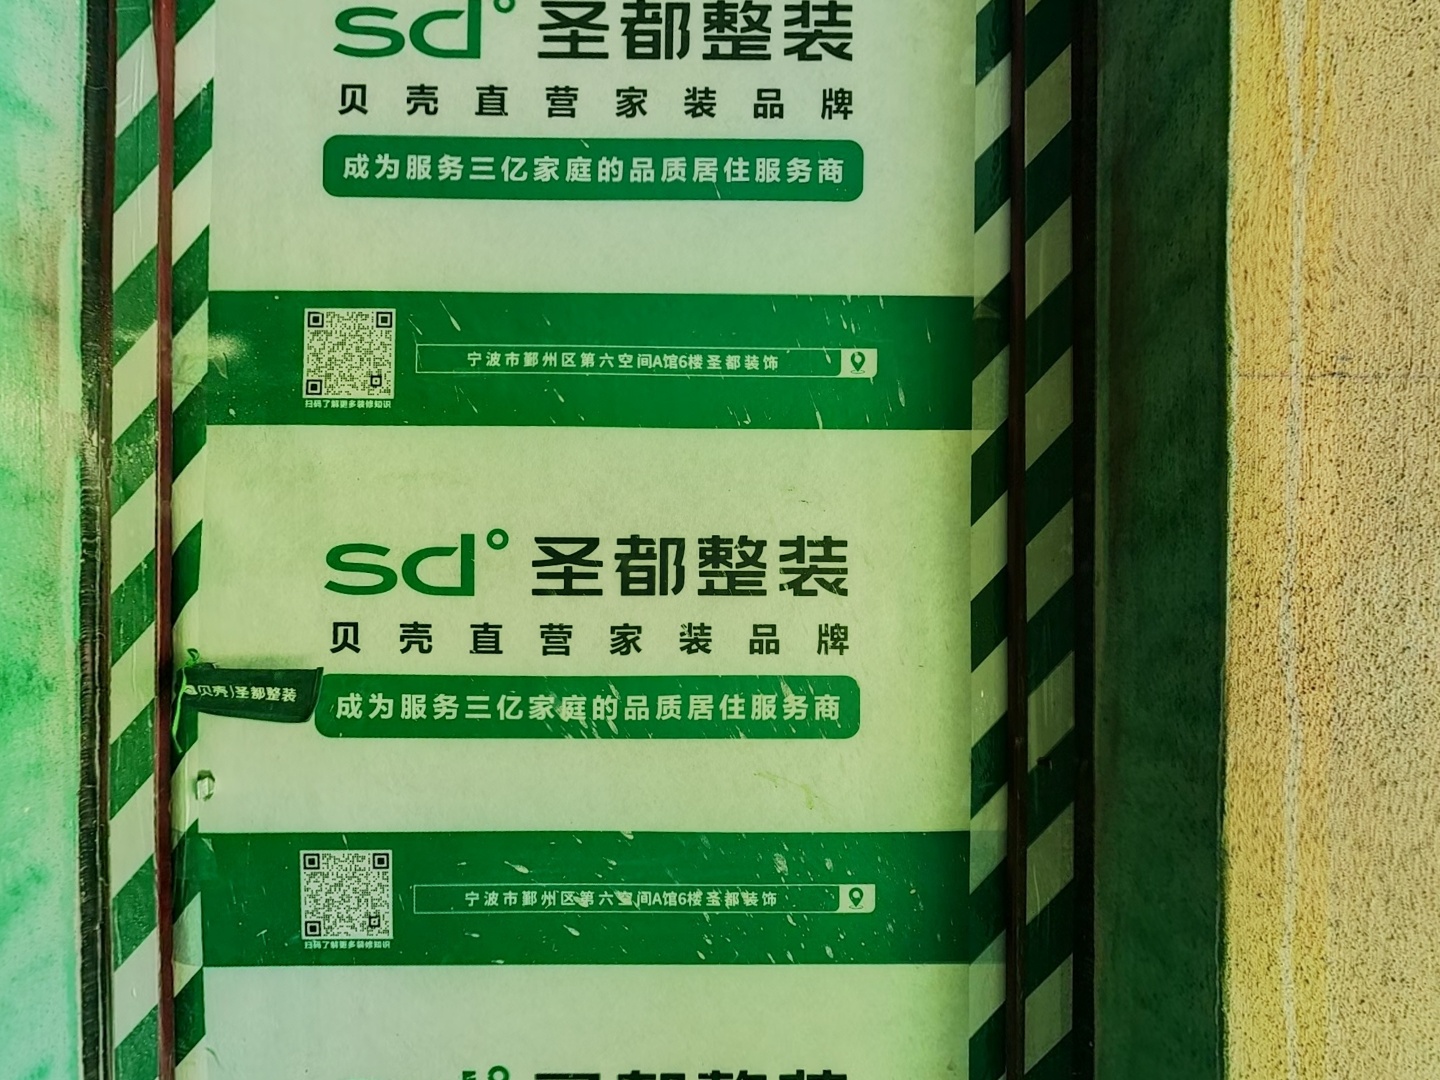 sd° 圣都整装
贝壳直营家装品牌
成为服务三亿家庭的品质居住服务商
宁波市鄞州区第六空间A馆6楼圣都装饰
扫码了解更多装修知识
sd° 圣都整装
贝壳直营家装品牌
贝壳|圣都整装
成为服务三亿家庭的品质居住服务商
宁波市鄞州区第六空间A馆6楼圣都装饰
扫码了解更多装修知识